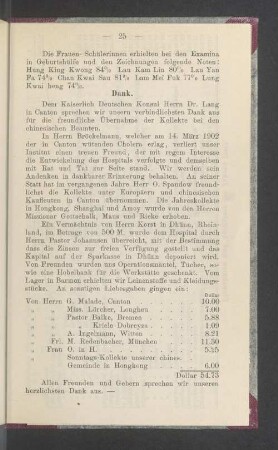 — 25 —
Die Frauen-Schülerinnen erhielten bei den Examina
in Geburtshülfe und den Zeichnungen folgende Noten:
Hung King Kwong 84% Lau Kam Lin 80% Lau Yan
Fa 74% Chan Kwai Sau 81% Lam Mei Fok 77% Lung
Kwai heng 74%.
Dank.
Dem Kaiserlich Deutschen Konsul Herrn Dr. Lang
in Canton sprechen wir unsern verbindlichsten Dank aus
für die freundliche Übernahme der Kollekte bei den
chinesischen Beamten.
In Herrn Brückelmann, welcher am 14. März 1902
der in Canton wütenden Cholera erlag, verliert unser
Institut einen treuen Freund, der mit regem Interesse
die Entwickelung des Hospitals verfolgte und demselben
mit Rat und Tat zur Seite stand. Wir werden sein
Andenken in dankbarer Erinnerung behalten. An seiner
Statt hat im vergangenen Jahre Herr O. Spandow freund-
lichst die Kollekte unter Europäern und chinesischen
Kaufleuten in Canton übernommen. Die Jahreskollekte
in Hongkong, Shanghai und Amoy wurde von den Herren
Missionar Gottschalk, Maus und Rieke erhoben.
Ein Vermächtnis von Herrn Kerst in Dhünn, Rhein-
land, im Betrage von 500 M. wurde dem Hospital durch
Herrn Pastor Johanssen überreicht, mit der Bestimmung
dass die Zinsen zur freien Verfügung gestellt und das
Kapital auf der Sparkasse in Dhünn deponirt wird.
Von Freunden wurde uns Operationsmaterial, Tücher, so-
wie eine Hobelbank für die Werkstätte geschenkt. Vom
Lager in Barmen erhielten wir Leinenstoffe und Kleidungs-
stücke. An sonstigen Liebesgaben gingen ein:
Dollar
Von Herrn G. Malade, Canton . . . . 10.00
„ „ Miss. Lörcher, Lenghen . . . 7.00
„ „ Pastor Balke, Bremen . . . . 5.88
„ „ Kriele Dobreyzs . . . 1.09
„ „ A. Ingelmann, Witten . . . . 8.21
„ Frl. M. Redenbacher, München . . . 11.30
„ Frau O. in H. . . . . 5.35
Sonntags-Kollekte unserer chines.
Gemeinde in Hongkong . . . . 6.00
Dollar 54.73
Allen Freunden und Gebern sprechen wir unseren
herzlichsten Dank aus. —